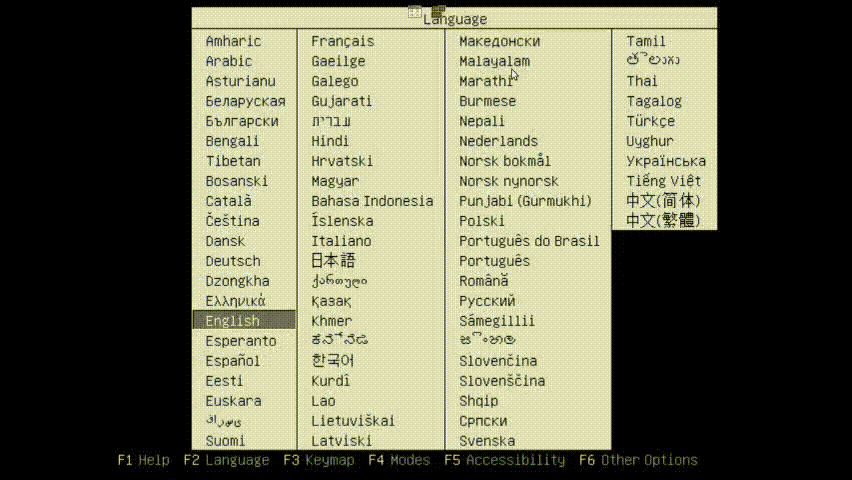 Language
Amharic
Arabic
Asturianu
Беларуская
Български
Bengali
Tibetan
Bosanski
Català
Čeština
Dansk
Deutsch
Dzongkha
Ελληνικά
English
Esperanto
Español
Eesti
Euskara
Suomi
Français
Gaeilge
Galego
Gujarati
עברית
Hindi
Hrvatski
Magyar
Bahasa Indonesia
Íslenska
Italiano
日本語
ქართული
Қазақ
Khmer
ಕನ್ನಡ
한국어
Kurdî
Lao
Lietuviškai
Latviski
Македонски
Malayalam
Marathi
Burmese
Nepali
Nederlands
Norsk bokmål
Norsk nynorsk
Punjabi (Gurmukhi)
Polski
Português do Brasil
Português
Română
Русский
Sámegillii
සිංහල
Slovenčina
Slovenščina
Shqip
Српски
Svenska
Tamil
తెలుగు
Thai
Tagalog
Türkçe
Uyghur
Українська
Tiếng Việt
中文(简体)
中文(繁體)
F1 Help F2 Language F3 Keymap F4 Modes F5 Accessibility F6 Other Options